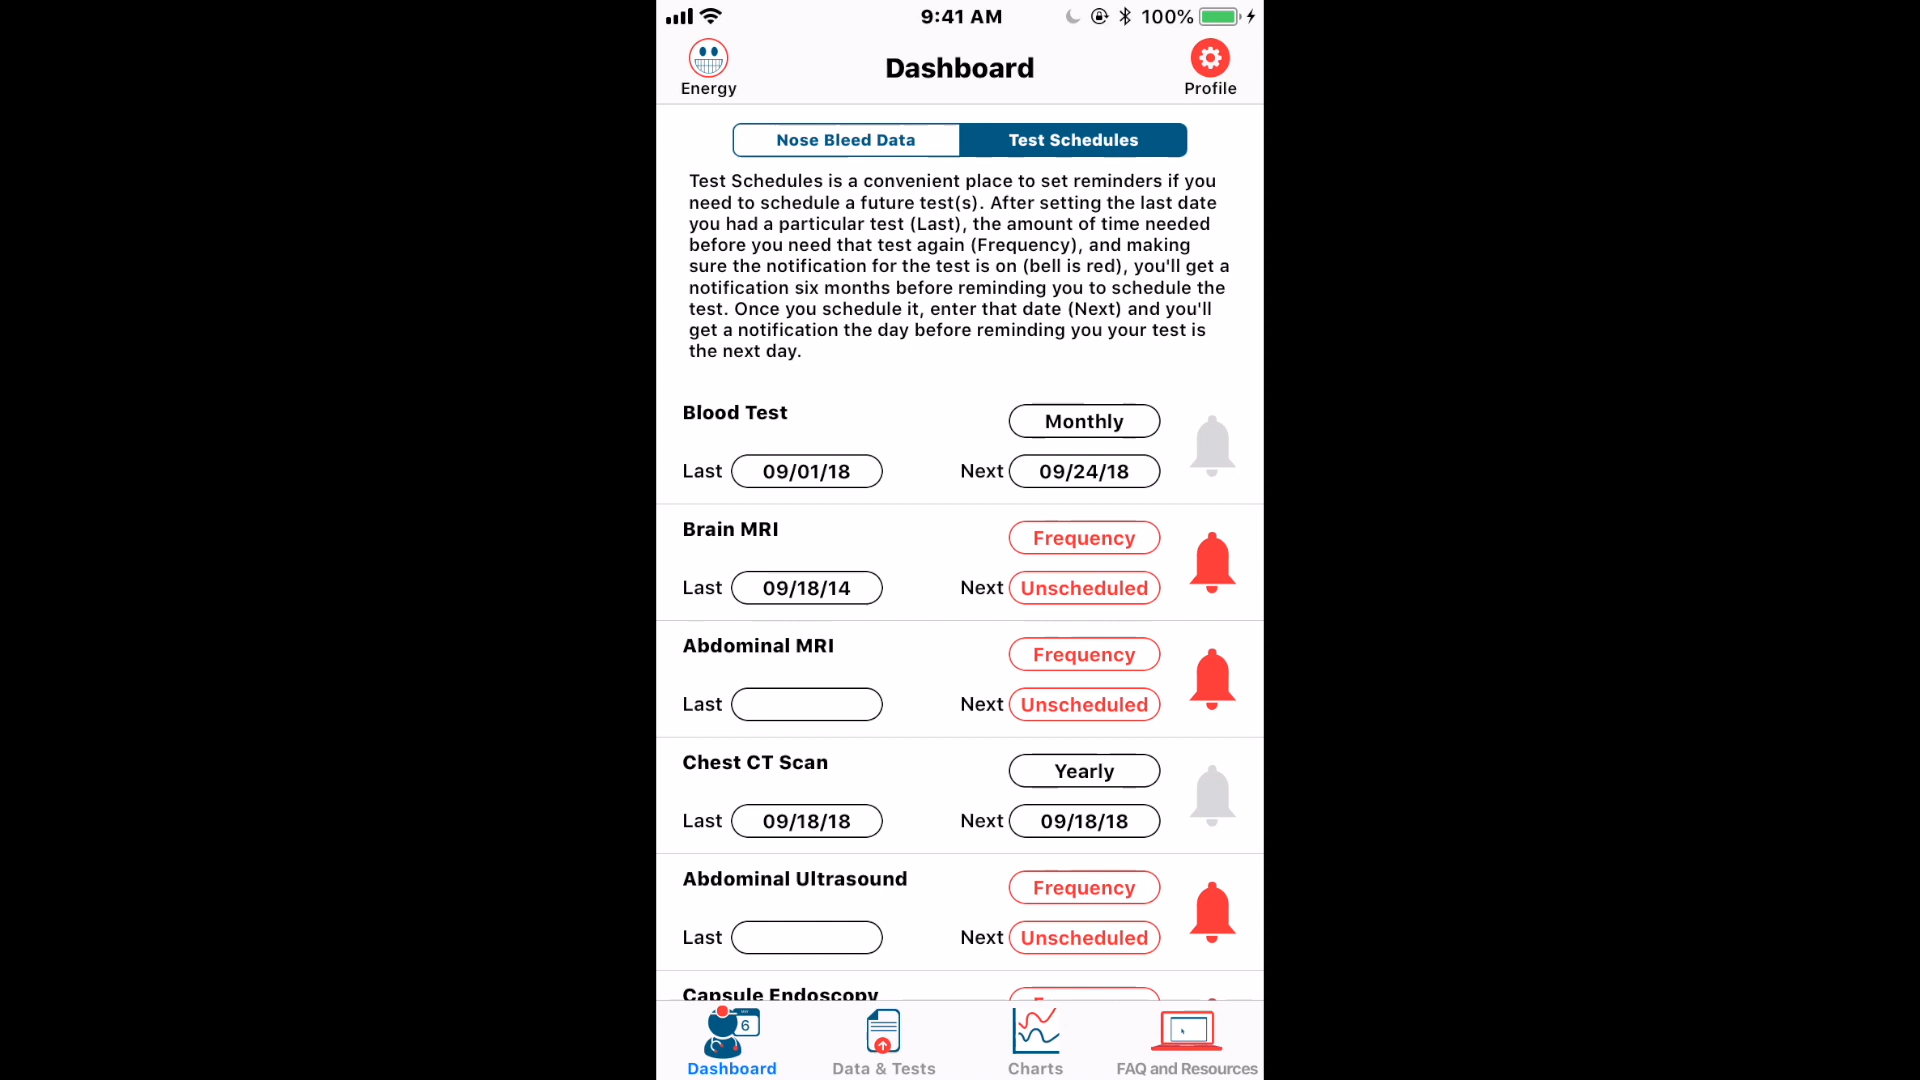 9:41 AM
100%
Energy
Dashboard
Profile
Nose Bleed Data
Test Schedules
Test Schedules is a convenient place to set reminders if you
need to schedule a future test(s). After setting the last date
you had a particular test (Last), the amount of time needed
before you need that test again (Frequency), and making
sure the notification for the test is on (bell is red), you'll get a
notification six months before reminding you to schedule the
test. Once you schedule it, enter that date (Next) and you'll
get a notification the day before reminding you your test is
the next day.
Blood Test
Monthly
Last 09/01/18
Next 09/24/18
Brain MRI
Frequency
Last 09/18/14
Next Unscheduled
Abdominal MRI
Frequency
Last
Next Unscheduled
Chest CT Scan
Yearly
Last 09/18/18
Next 09/18/18
Abdominal Ultrasound
Frequency
Last
Next Unscheduled
Capsule Endoscopy
6
Dashboard
Data & Tests
Charts
FAQ and Resources